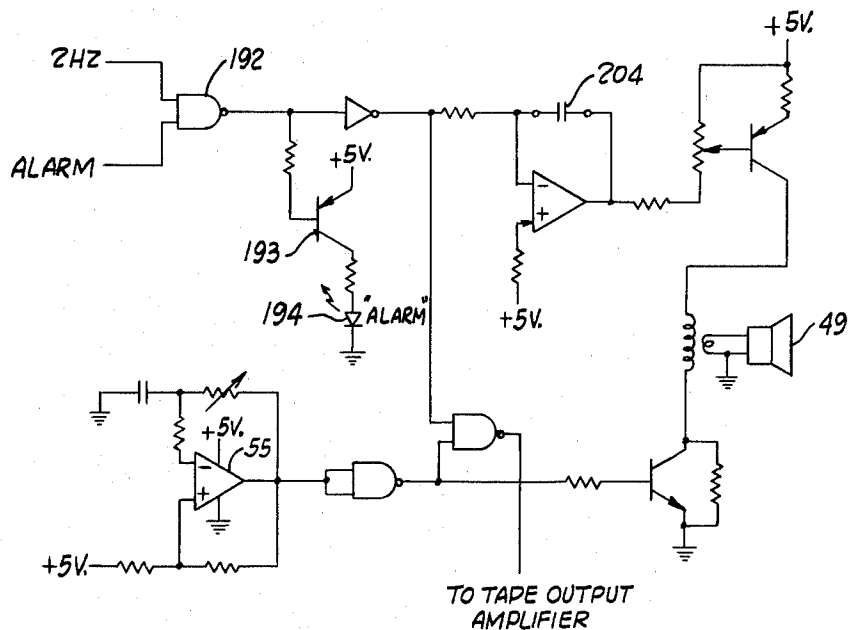 2HZ
192
ALARM
+5V.
193
194
"ALARM"
204
+5V.
+5V.
49
+5V.
55
+5V.
TO TAPE OUTPUT
AMPLIFIER